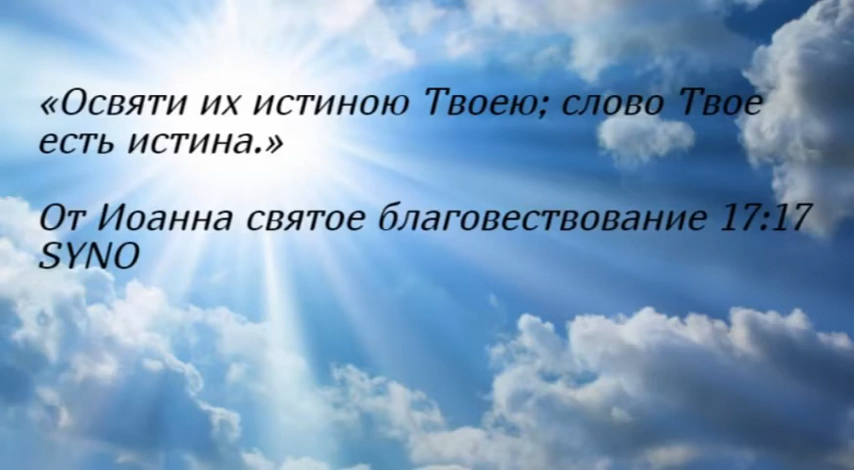 «Освяти их истиною Твоею; слово Твое
есть истина.»
От Иоанна святое благовествование 17:17
SYNO